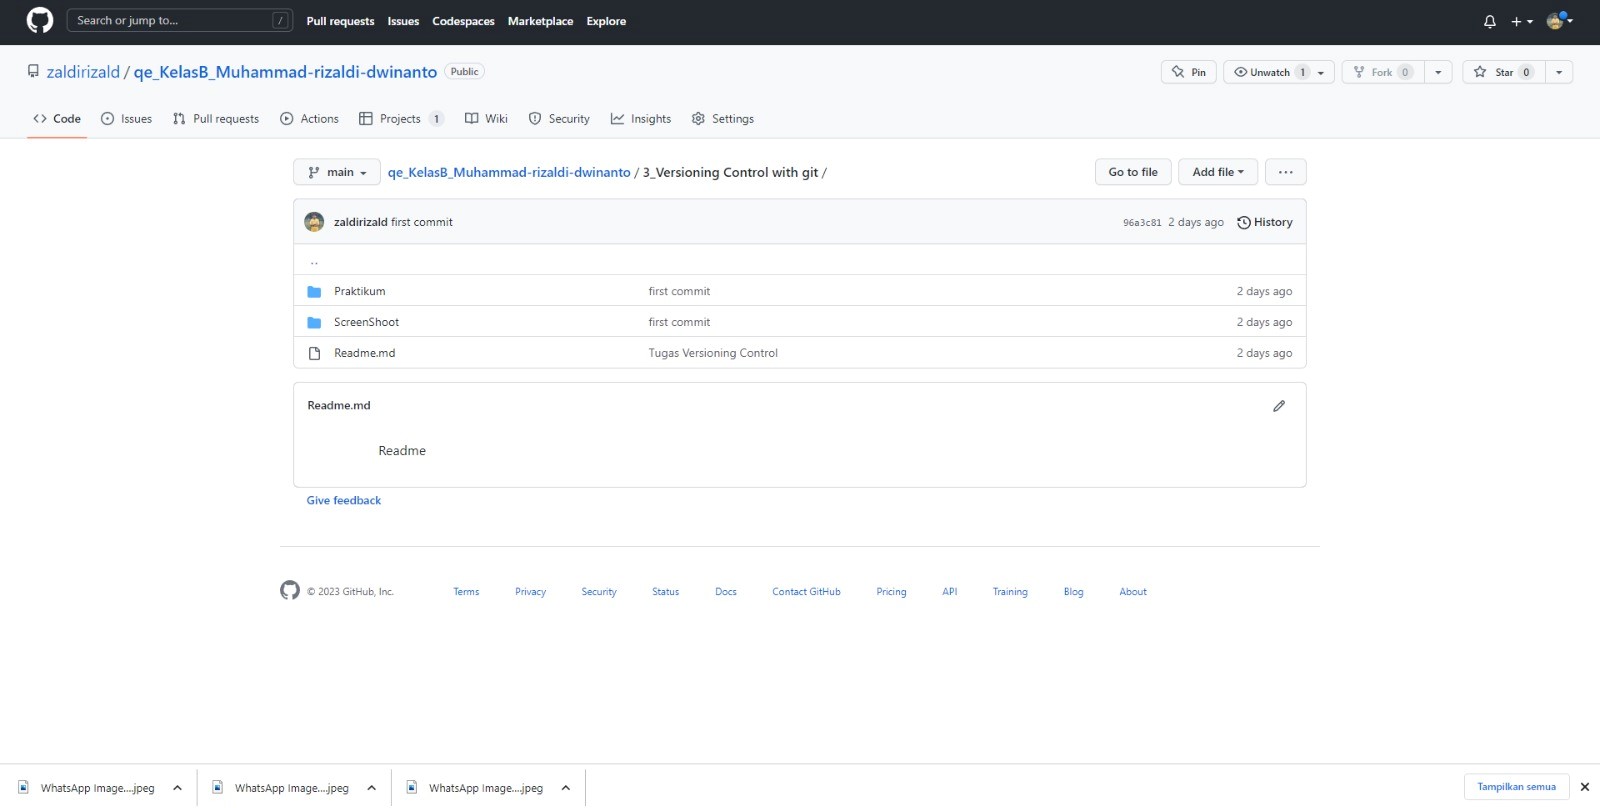 Search or jump to... / Pull requests Issues Codespaces Marketplace Explore
zaldirizald / qe_KelasB_Muhammad-rizaldi-dwinanto Public Pin Unwatch 1 Fork 0 Star 0
Code Issues Pull requests Actions Projects 1 Wiki Security Insights Settings
main qe_KelasB_Muhammad-rizaldi-dwinanto / 3_Versioning Control with git / Go to file Add file ...
zaldirizald first commit 96a3c81 2 days ago History
..
Praktikum first commit 2 days ago
ScreenShoot first commit 2 days ago
Readme.md Tugas Versioning Control 2 days ago
Readme.md
Readme
Give feedback
© 2023 GitHub, Inc. Terms Privacy Security Status Docs Contact GitHub Pricing API Training Blog About
WhatsApp Image....jpeg WhatsApp Image....jpeg WhatsApp Image....jpeg Tampilkan semua